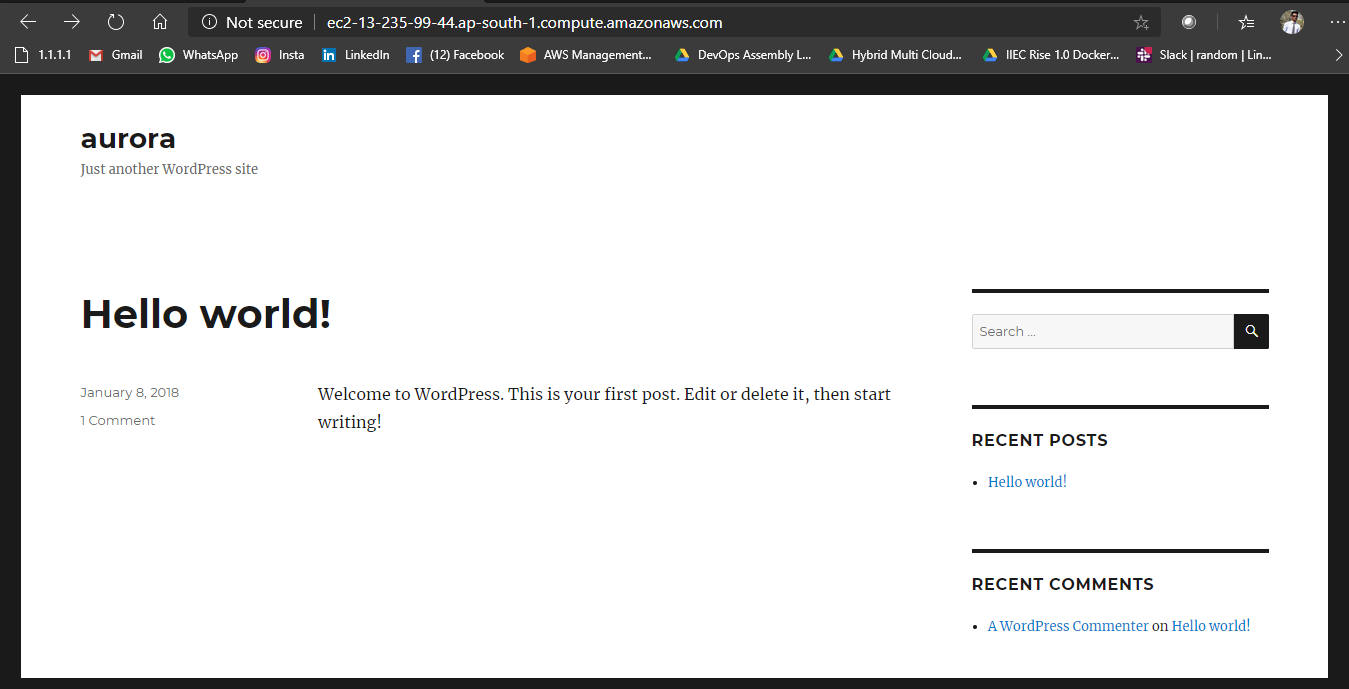 Not secure ec2-13-235-99-44.ap-south-1.compute.amazonaws.com
1.1.1.1 Gmail WhatsApp Insta LinkedIn (12) Facebook AWS Management... DevOps Assembly L... Hybrid Multi Cloud... IIEC Rise 1.0 Docker... Slack | random | Lin...
aurora
Just another WordPress site
Hello world!
January 8, 2018
1 Comment
Welcome to WordPress. This is your first post. Edit or delete it, then start
writing!
Search ...
RECENT POSTS
Hello world!
RECENT COMMENTS
A WordPress Commenter on Hello world!